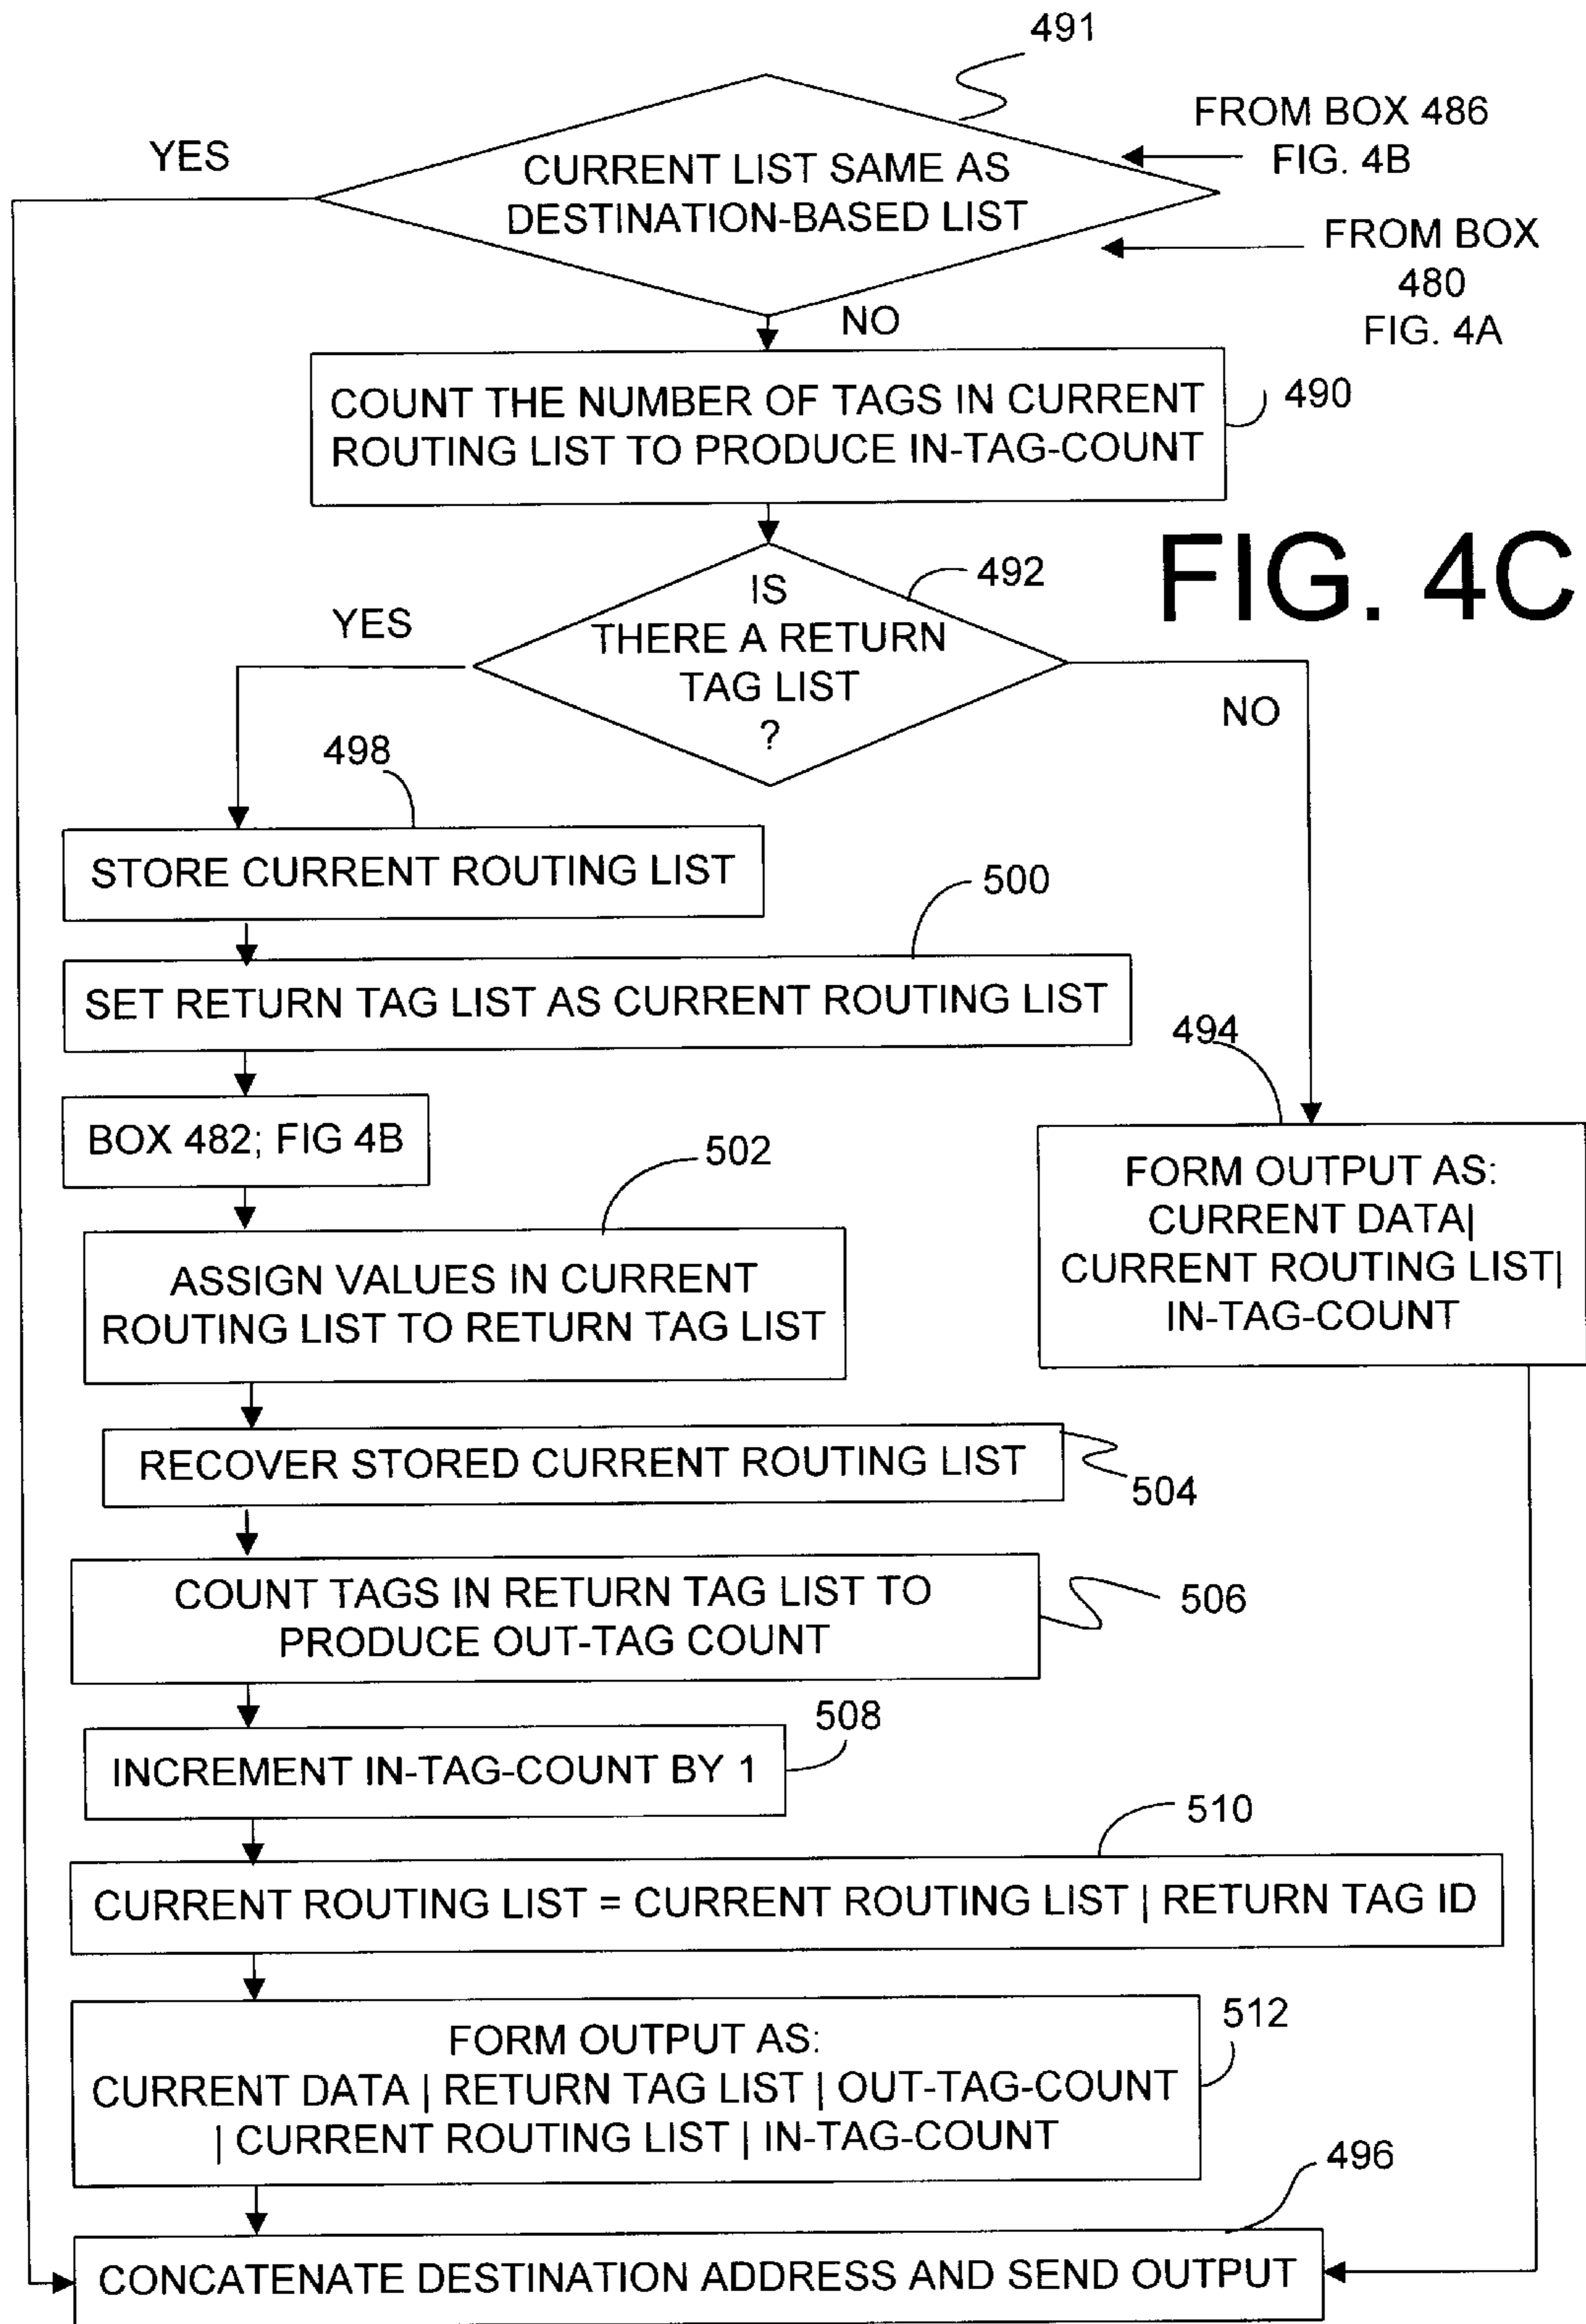 491
FROM BOX 486
FIG. 4B
YES
CURRENT LIST SAME AS
DESTINATION-BASED LIST
FROM BOX
480
FIG. 4A
NO
COUNT THE NUMBER OF TAGS IN CURRENT
ROUTING LIST TO PRODUCE IN-TAG-COUNT
490
FIG. 4C
492
IS
THERE A RETURN
TAG LIST
?
YES
NO
498
STORE CURRENT ROUTING LIST
500
SET RETURN TAG LIST AS CURRENT ROUTING LIST
494
BOX 482; FIG 4B
502
FORM OUTPUT AS:
CURRENT DATA|
CURRENT ROUTING LIST|
IN-TAG-COUNT
ASSIGN VALUES IN CURRENT
ROUTING LIST TO RETURN TAG LIST
RECOVER STORED CURRENT ROUTING LIST
504
COUNT TAGS IN RETURN TAG LIST TO
PRODUCE OUT-TAG COUNT
506
508
INCREMENT IN-TAG-COUNT BY 1
510
CURRENT ROUTING LIST = CURRENT ROUTING LIST | RETURN TAG ID
512
FORM OUTPUT AS:
CURRENT DATA | RETURN TAG LIST | OUT-TAG-COUNT
| CURRENT ROUTING LIST | IN-TAG-COUNT
496
CONCATENATE DESTINATION ADDRESS AND SEND OUTPUT